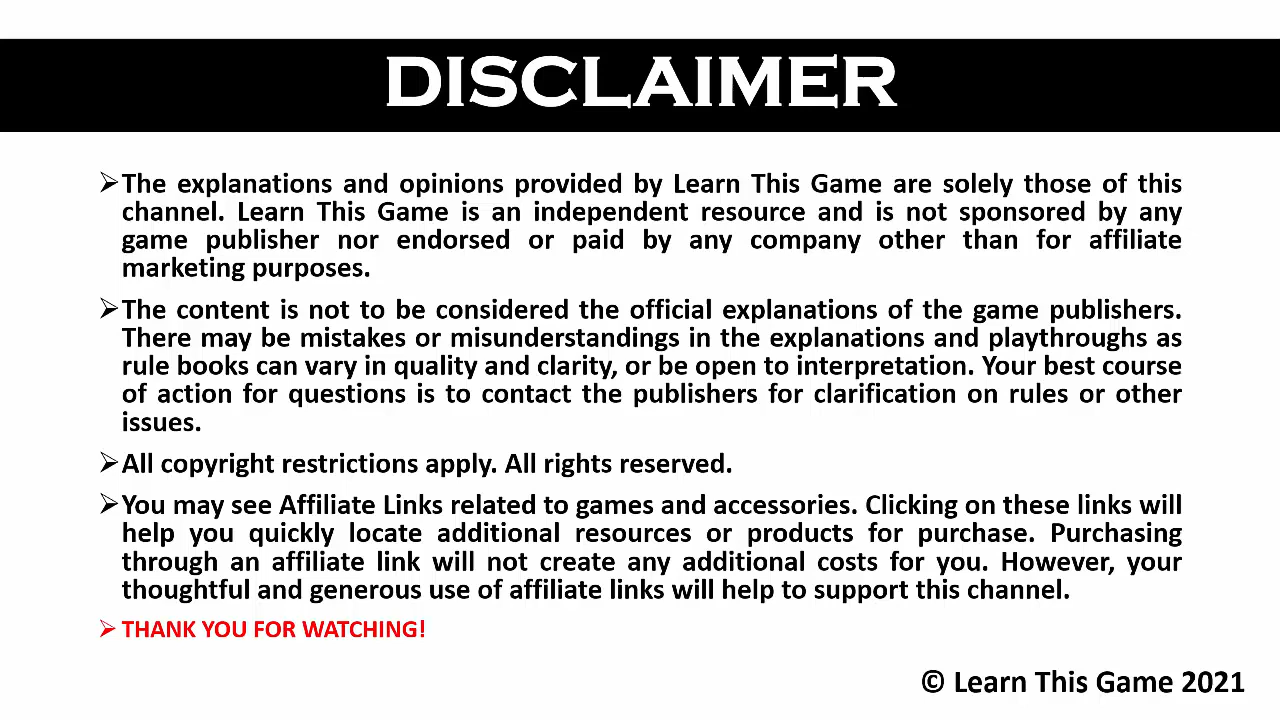 DISCLAIMER
➢The explanations and opinions provided by Learn This Game are solely those of this
channel. Learn This Game is an independent resource and is not sponsored by any
game publisher nor endorsed or paid by any company other than for affiliate
marketing purposes.
➢The content is not to be considered the official explanations of the game publishers.
There may be mistakes or misunderstandings in the explanations and playthroughs as
rule books can vary in quality and clarity, or be open to interpretation. Your best course
of action for questions is to contact the publishers for clarification on rules or other
issues.
➢All copyright restrictions apply. All rights reserved.
➢You may see Affiliate Links related to games and accessories. Clicking on these links will
help you quickly locate additional resources or products for purchase. Purchasing
through an affiliate link will not create any additional costs for you. However, your
thoughtful and generous use of affiliate links will help to support this channel.
➢THANK YOU FOR WATCHING!
© Learn This Game 2021